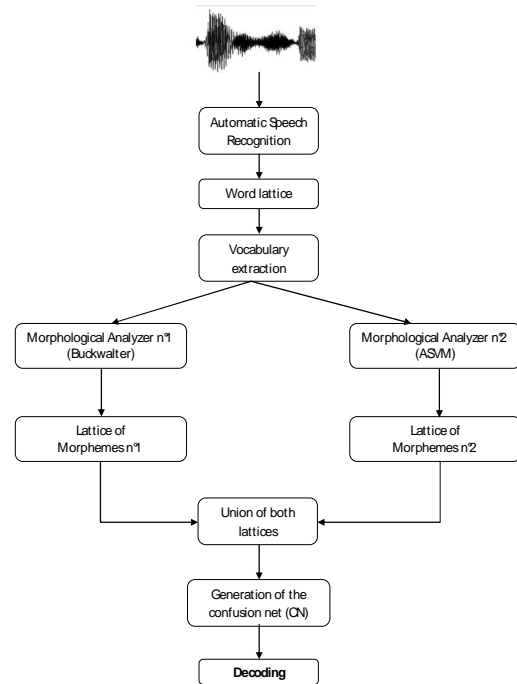 Automatic Speech
Recognition
Word lattice
Vocabulary
extraction
Morphological Analyzer n°1
(Buckwalter)
Morphological Analyzer n°2
(ASVM)
Lattice of
Morphemes n°1
Lattice of
Morphemes n°2
Union of both
lattices
Generation of the
confusion net (CN)
Decoding